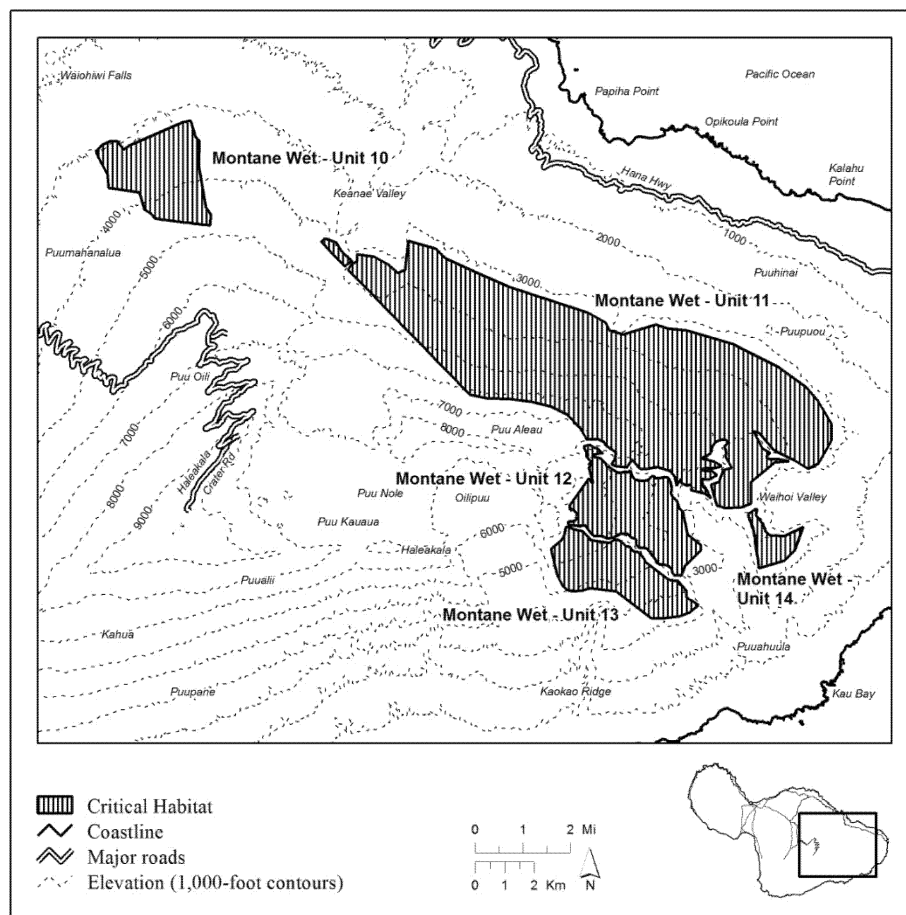 Waiohiwi Falls
Pacific Ocean
Papiha Point
Opikoula Point
Montane Wet - Unit 10
Kalahu
Point
Hana Hwy
Keanae Valley
4000
1000
2000
Puumahanalua
5000
Puuhinai
3000
Montane Wet - Unit 11
6000
Puupuou
Puu Oili
7000
7000
Puu Aleau
8000
Haleakala
Crater Rd
Montane Wet - Unit 12
8000
Puu Nole
Oilipuu
Waihoi Valley
9000
Puu Kauaua
6000
Haleakala
5000
3000
Puualii
Montane Wet -
Unit 14
Montane Wet - Unit 13
Kahua
Puuahuula
Puupane
Kaokao Ridge
Kau Bay
Critical Habitat
Coastline
Major roads
Elevation (1,000-foot contours)
0 1 2 Mi
0 1 2 Km
N